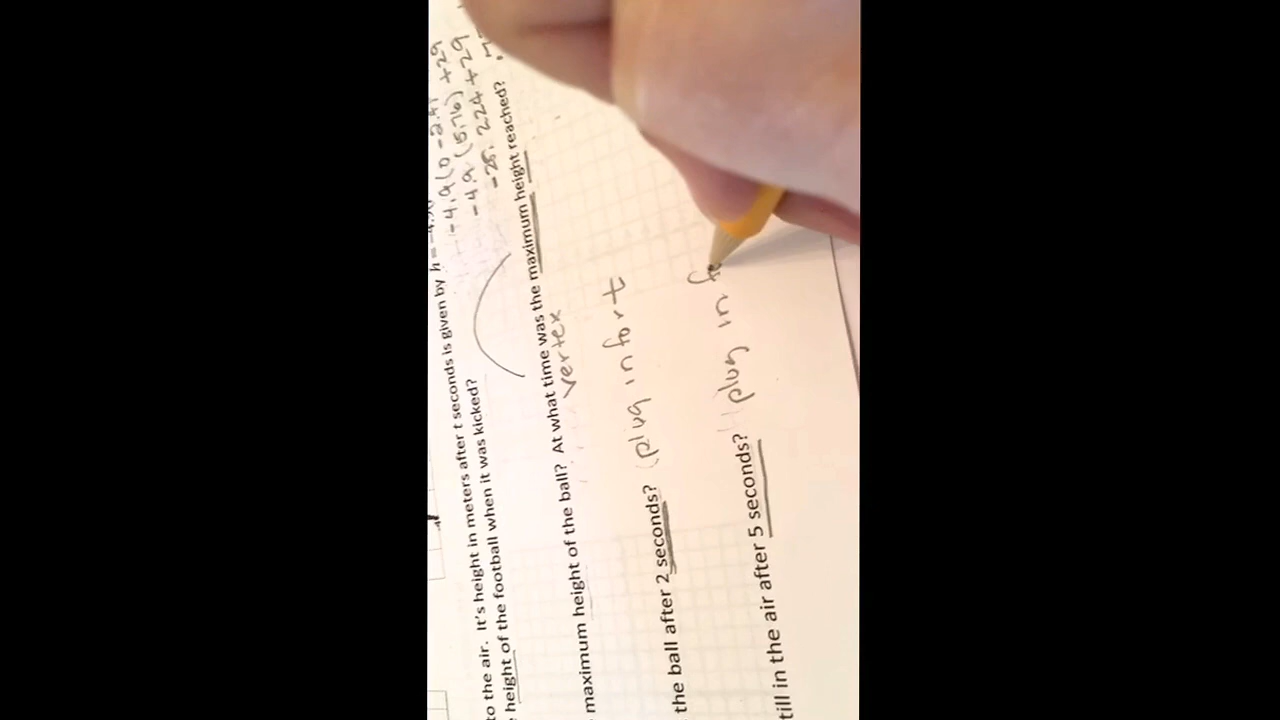 to the air. It's height in meters after t seconds is given by h =
-4.9(0-2.4) +29
-4.9(5.76) +29
-28.224+29
height of the football when it was kicked?
maximum height of the ball? At what time was the maximum height reached?
vertex
the ball after 2 seconds? (plug in for t
till in the air after 5 seconds? plug in fo